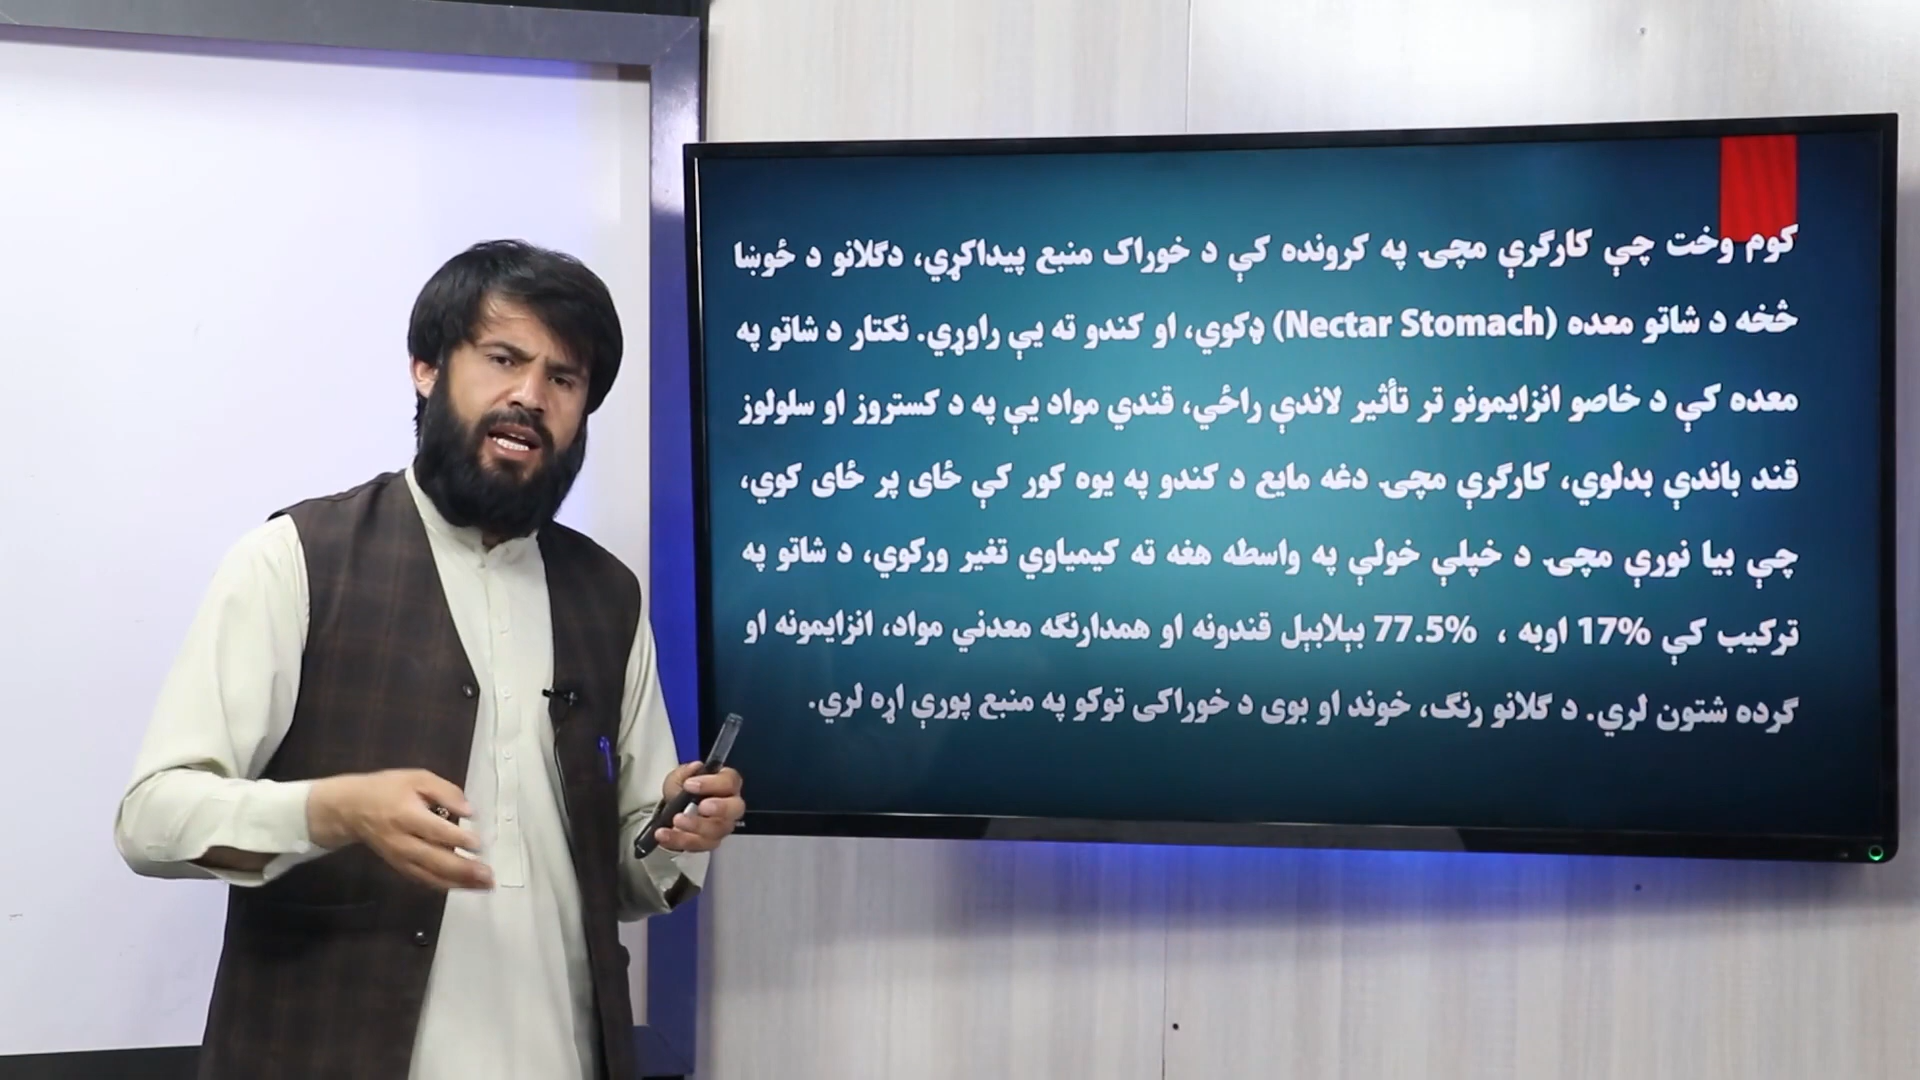 کوم وخت چې کارګرې مچۍ په کرونده کې د خوراک منبع پیداکړي، دګلانو د څوښا
څخه د شاتو معده (Nectar Stomach) ډکوي، او کندو ته یې راوړي. نکتار د شاتو په
معده کې د خاصو انزایمونو تر تأثیر لاندې راځي، قندي مواد یې په د کستروز او سلولوز
قند باندې بدلوي، کارګرې مچۍ دغه مایع د کندو په یوه کور کې ځای پر ځای کوي،
چې بیا نورې مچۍ د خپلې خولې په واسطه هغه ته کیمیاوي تغیر ورکوي، د شاتو په
ترکیب کې 17% اوبه ، 77.5% بېلابېل قندونه او همدارنګه معدني مواد، انزایمونه او
ګرده شتون لري. د ګلانو رنګ، خوند او بوی د خوراکی توکو په منبع پورې اړه لري.